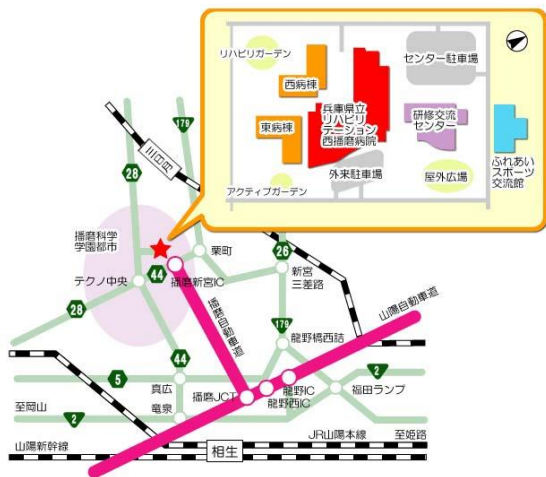 リハビリガーデン
センター駐車場
西病棟
兵庫県立
リハビリ
テーション
西播磨病院
研修交流
センター
東病棟
ふれあい
スポーツ
交流館
外来駐車場
屋外広場
アクティブガーデン
179
三日月
28
播磨科学
学園都市
栗町
26
44
テクノ中央
播磨新宮IC
新宮
三差路
28
播磨自動車道
山陽自動車道
179
龍野橋西詰
44
5
真広
播磨JCT
龍野IC
龍野西IC
福田ランプ
2
至岡山
竜泉
2
山陽新幹線
相生
JR山陽本線
至姫路